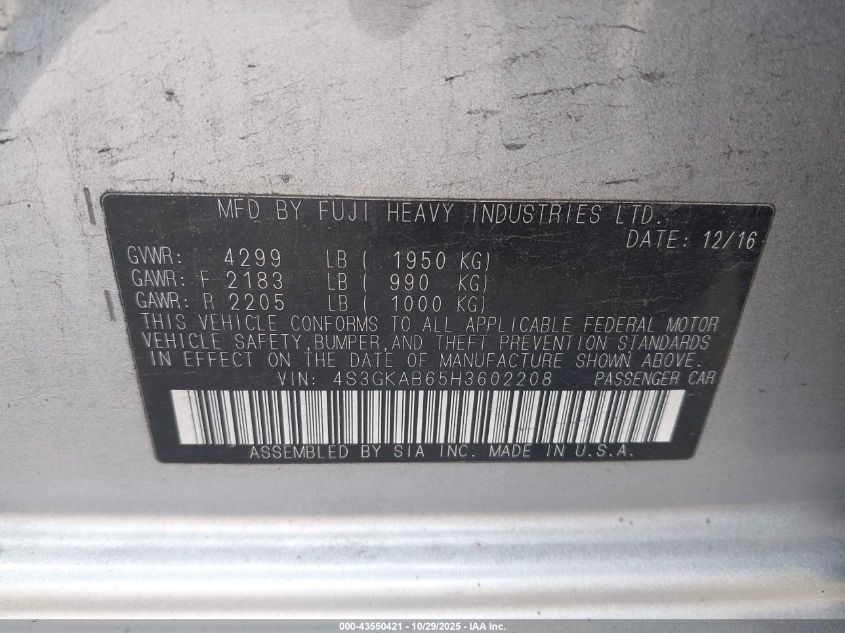 MFD BY FUJI HEAVY INDUSTRIES LTD.
DATE: 12/16
GVWR: 4299 LB ( 1950 KG)
GAWR: F 2183 LB ( 990 KG)
GAWR: R 2205 LB ( 1000 KG)
THIS VEHICLE CONFORMS TO ALL APPLICABLE FEDERAL MOTOR
VEHICLE SAFETY, BUMPER, AND THEFT PREVENTION STANDARDS
IN EFFECT ON THE DATE OF MANUFACTURE SHOWN ABOVE.
VIN: 4S3GKAB65H3602208 PASSENGER CAR
ASSEMBLED BY SIA INC. MADE IN U.S.A.
000-43550421 - 10/29/2025 - IAA Inc.